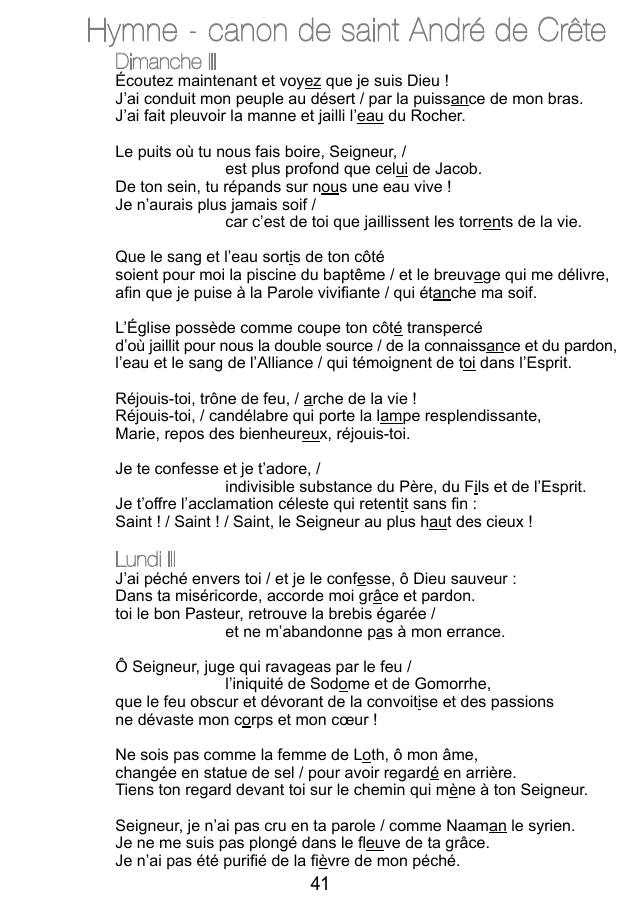 Hymne - canon de saint André de Crête
Dimanche III
Écoutez maintenant et voyez que je suis Dieu !
J'ai conduit mon peuple au désert / par la puissance de mon bras.
J'ai fait pleuvoir la manne et jailli l'eau du Rocher.
Le puits où tu nous fais boire, Seigneur, /
est plus profond que celui de Jacob.
De ton sein, tu répands sur nous une eau vive !
Je n'aurais plus jamais soif /
car c'est de toi que jaillissent les torrents de la vie.
Que le sang et l'eau sortis de ton côté
soient pour moi la piscine du baptême / et le breuvage qui me délivre,
afin que je puise à la Parole vivifiante / qui étanche ma soif.
L'Église possède comme coupe ton côté transpercé
d'où jaillit pour nous la double source / de la connaissance et du pardon,
l'eau et le sang de l'Alliance / qui témoignent de toi dans l'Esprit.
Réjouis-toi, trône de feu, / arche de la vie !
Réjouis-toi, / candélabre qui porte la lampe resplendissante,
Marie, repos des bienheureux, réjouis-toi.
Je te confesse et je t'adore, /
indivisible substance du Père, du Fils et de l'Esprit.
Je t'offre l'acclamation céleste qui retentit sans fin :
Saint ! / Saint ! / Saint, le Seigneur au plus haut des cieux !
Lundi III
J'ai péché envers toi / et je le confesse, ô Dieu sauveur :
Dans ta miséricorde, accorde moi grâce et pardon.
toi le bon Pasteur, retrouve la brebis égarée /
et ne m'abandonne pas à mon errance.
Ô Seigneur, juge qui ravageas par le feu /
l'iniquité de Sodome et de Gomorrhe,
que le feu obscur et dévorant de la convoitise et des passions
ne dévaste mon corps et mon cœur !
Ne sois pas comme la femme de Loth, ô mon âme,
changée en statue de sel / pour avoir regardé en arrière.
Tiens ton regard devant toi sur le chemin qui mène à ton Seigneur.
Seigneur, je n'ai pas cru en ta parole / comme Naaman le syrien.
Je ne me suis pas plongé dans le fleuve de ta grâce.
Je n'ai pas été purifié de la fièvre de mon péché.
41